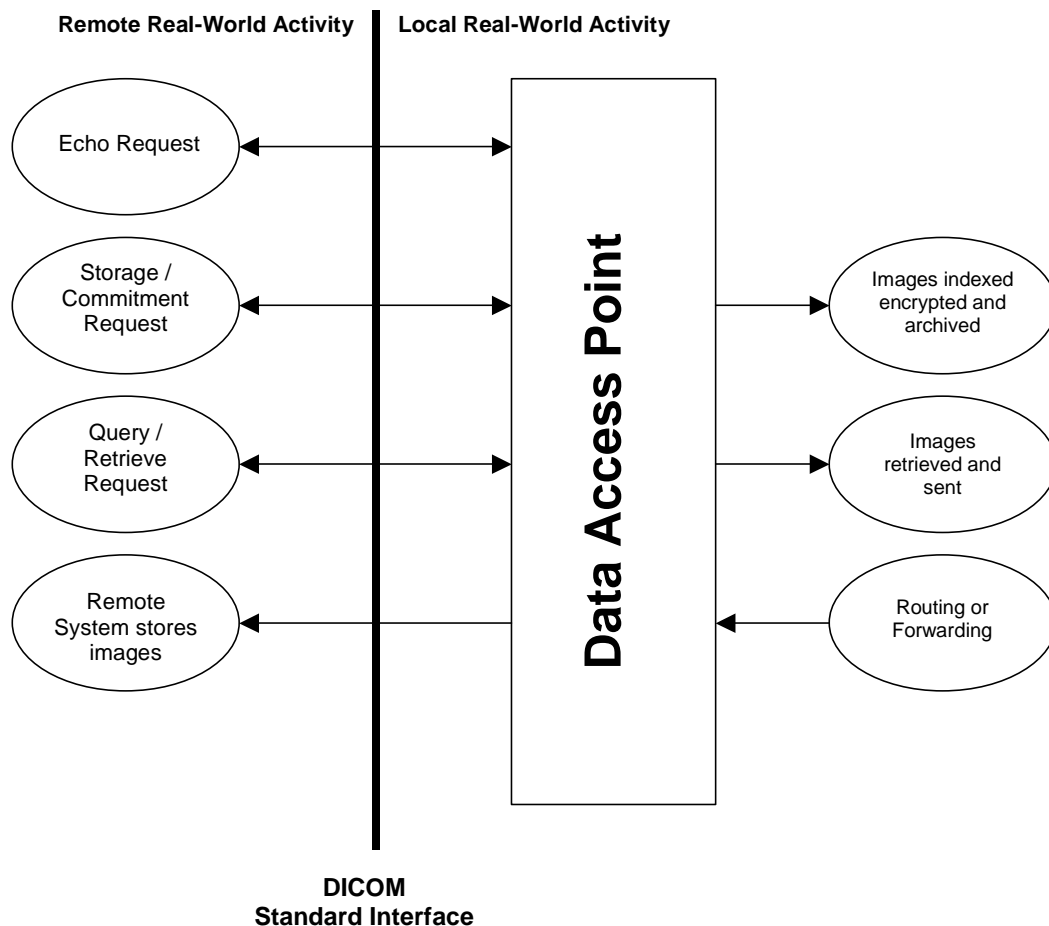 Remote Real-World Activity
Local Real-World Activity
Echo Request
Storage /
Commitment
Request
Query /
Retrieve
Request
Remote
System stores
images
Data Access Point
Images indexed
encrypted and
archived
Images
retrieved and
sent
Routing or
Forwarding
DICOM
Standard Interface